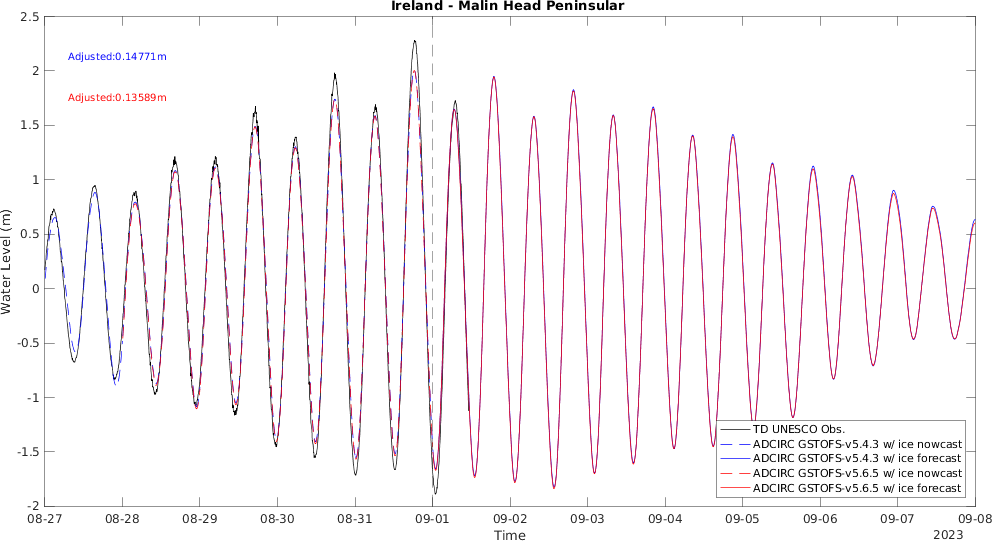 Ireland - Malin Head Peninsular
2.5
Adjusted:0.14771m
2
Adjusted:0.13589m
1.5
1
0.5
Water Level (m)
0
-0.5
-1
TD UNESCO Obs.
ADCIRC GSTOFS-v5.4.3 w/ ice nowcast
-1.5
ADCIRC GSTOFS-v5.4.3 w/ ice forecast
ADCIRC GSTOFS-v5.6.5 w/ ice nowcast
ADCIRC GSTOFS-v5.6.5 w/ ice forecast
-2
08-27 08-28 08-29 08-30 08-31 09-01 09-02 09-03 09-04 09-05 09-06 09-07 09-08
Time
2023